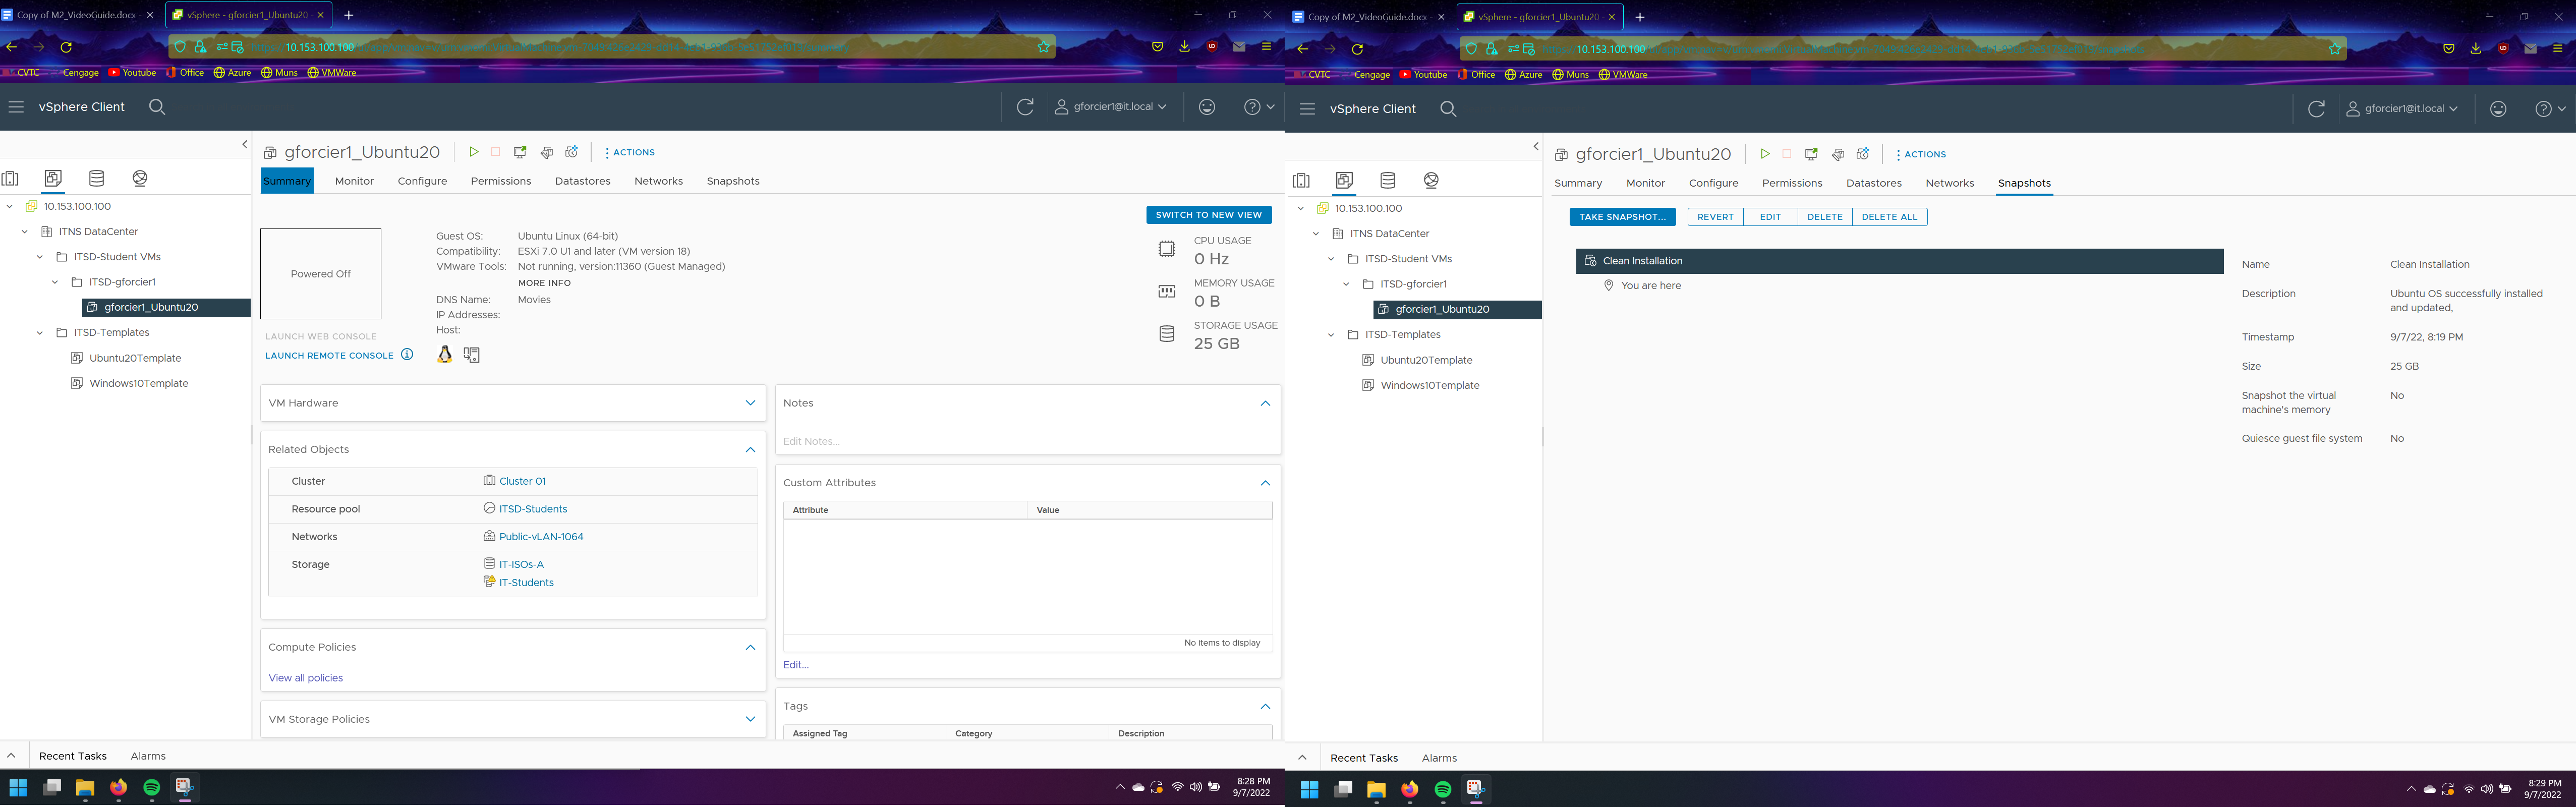 Copy of M2_VideoGuide.docx
vSphere - gforcier1_Ubuntu20
10.153.100.100
CVTC Cengage Youtube Office Azure Muns VMWare
vSphere Client
gforcier1@it.local
gforcier1_Ubuntu20
ACTIONS
Summary Monitor Configure Permissions Datastores Networks Snapshots
10.153.100.100
ITNS DataCenter
ITSD-Student VMs
ITSD-gforcier1
gforcier1_Ubuntu20
ITSD-Templates
Ubuntu20Template
Windows10Template
SWITCH TO NEW VIEW
Powered Off
LAUNCH WEB CONSOLE
LAUNCH REMOTE CONSOLE
Guest OS: Ubuntu Linux (64-bit)
Compatibility: ESXi 7.0 U1 and later (VM version 18)
VMware Tools: Not running, version:11360 (Guest Managed)
MORE INFO
DNS Name: Movies
IP Addresses:
Host:
CPU USAGE
0 Hz
MEMORY USAGE
0 B
STORAGE USAGE
25 GB
VM Hardware
Related Objects
Cluster Cluster 01
Resource pool ITSD-Students
Networks Public-vLAN-1064
Storage IT-ISOs-A
IT-Students
Compute Policies
View all policies
VM Storage Policies
Notes
Edit Notes...
Custom Attributes
Attribute Value
No items to display
Edit...
Tags
Assigned Tag Category Description
Recent Tasks Alarms
8:28 PM
9/7/2022
Copy of M2_VideoGuide.docx
vSphere - gforcier1_Ubuntu20
10.153.100.100
CVTC Cengage Youtube Office Azure Muns VMWare
vSphere Client
gforcier1@it.local
gforcier1_Ubuntu20
ACTIONS
Summary Monitor Configure Permissions Datastores Networks Snapshots
10.153.100.100
ITNS DataCenter
ITSD-Student VMs
ITSD-gforcier1
gforcier1_Ubuntu20
ITSD-Templates
Ubuntu20Template
Windows10Template
TAKE SNAPSHOT... REVERT EDIT DELETE DELETE ALL
Clean Installation
You are here
Name Clean Installation
Description Ubuntu OS successfully installed
and updated,
Timestamp 9/7/22, 8:19 PM
Size 25 GB
Snapshot the virtual No
machine's memory
Quiesce guest file system No
Recent Tasks Alarms
8:29 PM
9/7/2022